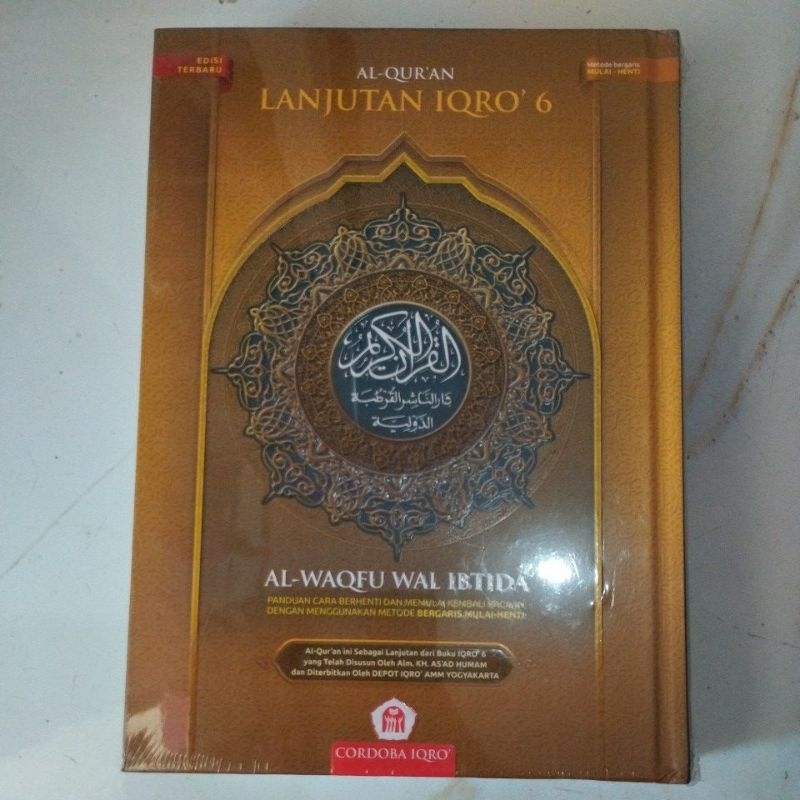 EDISI
TERBARU
Metode bergaris
MULAI - HENTI
AL-QUR'AN
LANJUTAN IQRO' 6
القرآن الكريم
دار الناشر القرطبة
الدولية
AL-WAQFU WAL IBTIDA
PANDUAN CARA BERHENTI DAN MEMULAI KEMBALI BACAAN
DENGAN MENGGUNAKAN METODE BERGARIS MULAI-HENTI
Al-Qur'an ini Sebagai Lanjutan dari Buku IQRO' 6
yang Telah Disusun Oleh Alm. KH. AS'AD HUMAM
dan Diterbitkan Oleh DEPOT IQRO' AMM YOGYAKARTA
CORDOBA IQRO'